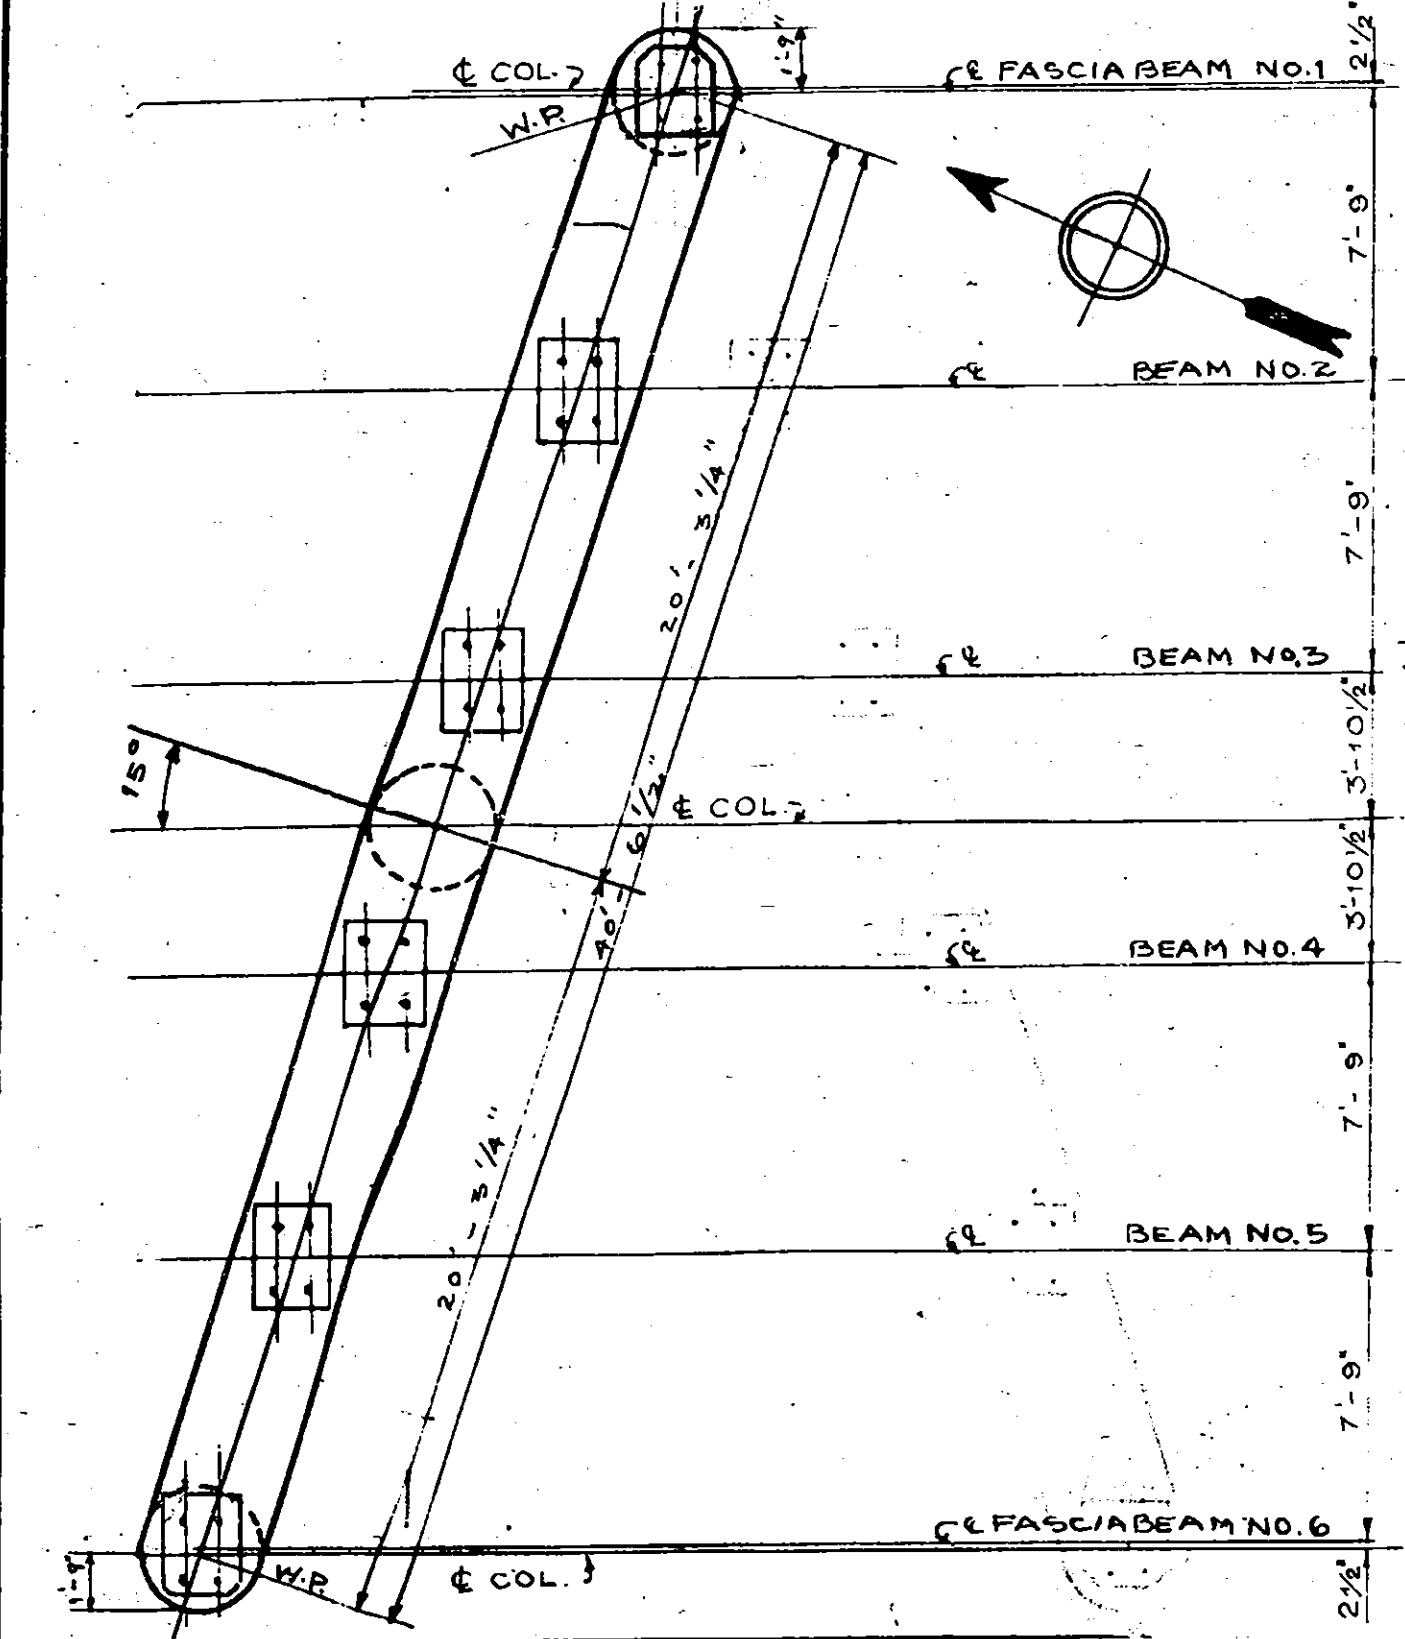 2½"
1'-9"
℄ COL.
℄ FASCIA BEAM NO.1
W.P.
7'-9"
℄ BEAM NO.2
7'-9"
20'-3¼"
℄ BEAM NO.3
3'-10½"
15°
℄ COL.
40'-6½"
3'-10½"
℄ BEAM NO.4
7'-9"
20'-3¼"
℄ BEAM NO.5
7'-9"
℄ FASCIA BEAM NO.6
1'-9"
W.P.
℄ COL.
2½"